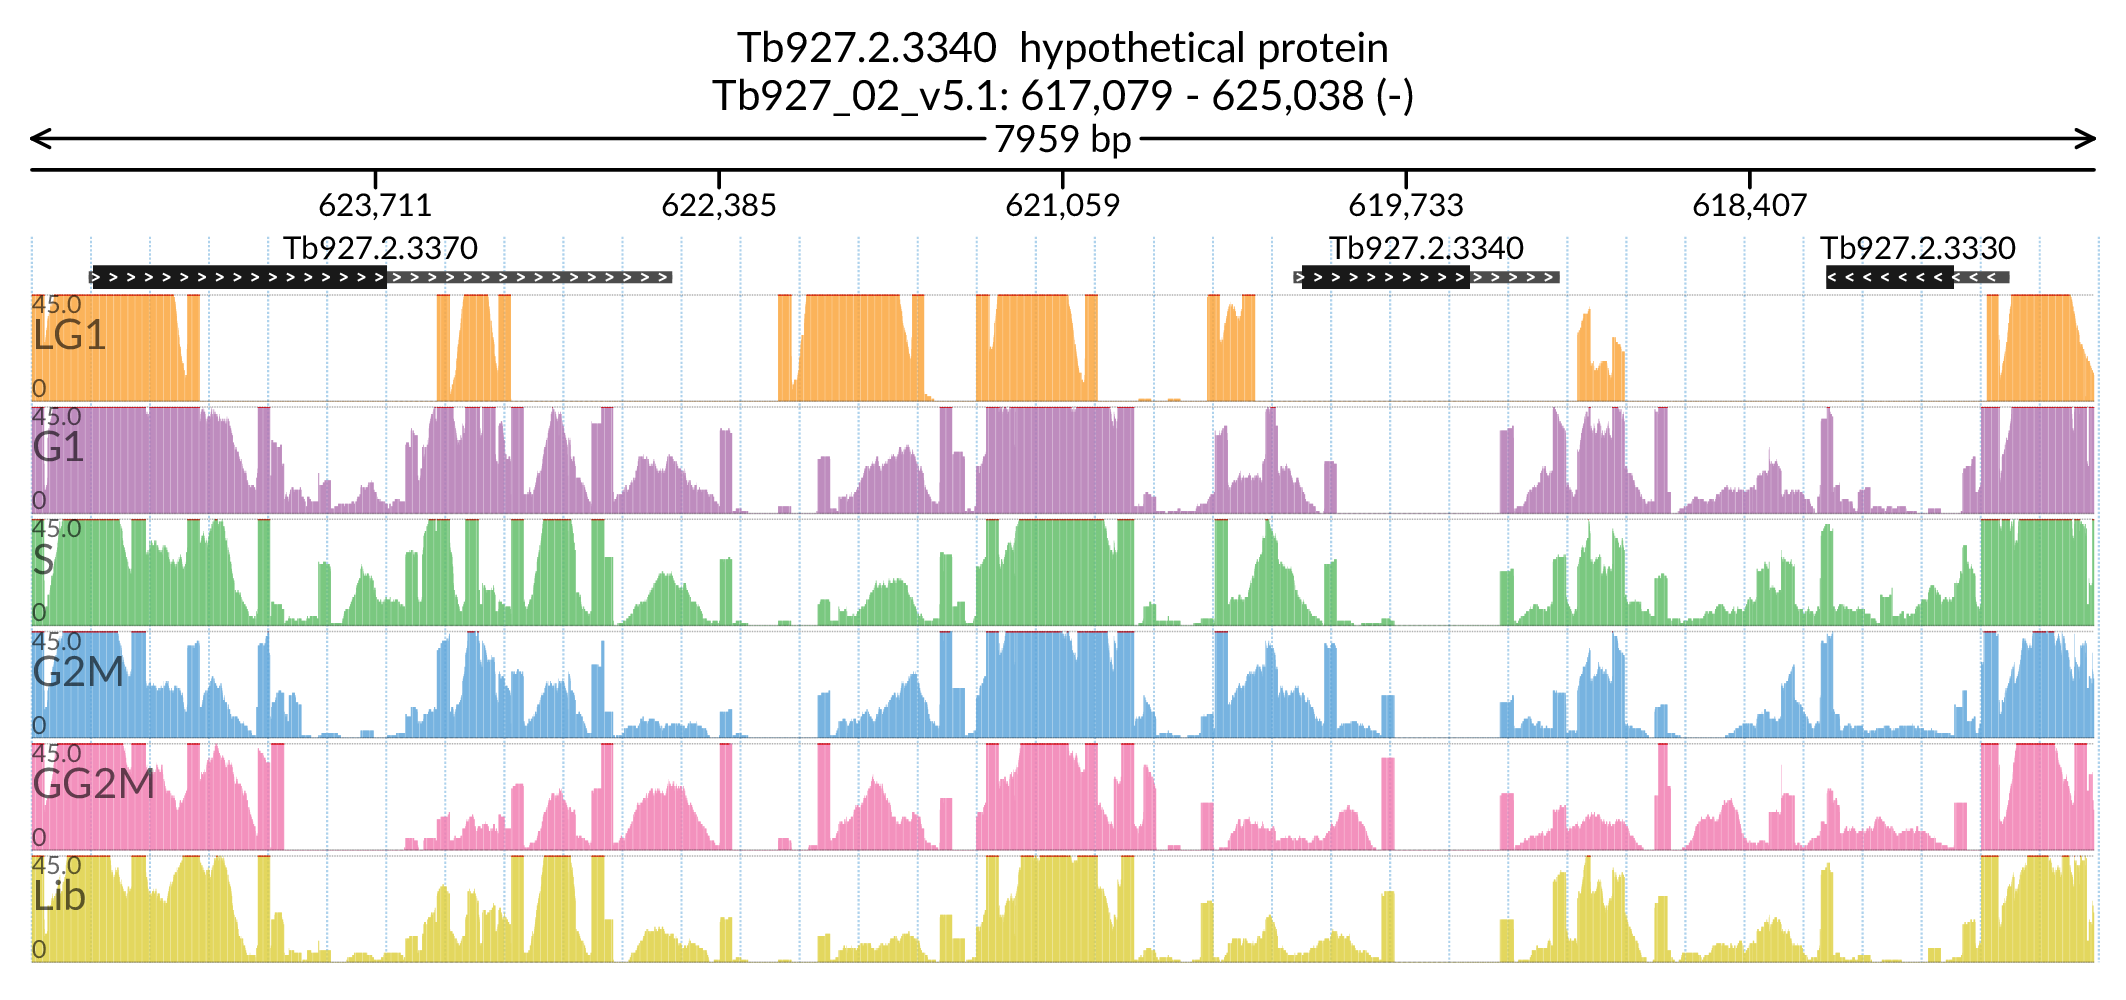 Tb927.2.3340  hypothetical protein
Tb927_02_v5.1: 617,079 - 625,038 (-)
7959 bp
623,711 622,385 621,059 619,733 618,407
Tb927.2.3370 Tb927.2.3340 Tb927.2.3330
45.0
LG1
0
45.0
G1
0
45.0
S
0
45.0
G2M
0
45.0
GG2M
0
45.0
Lib
0